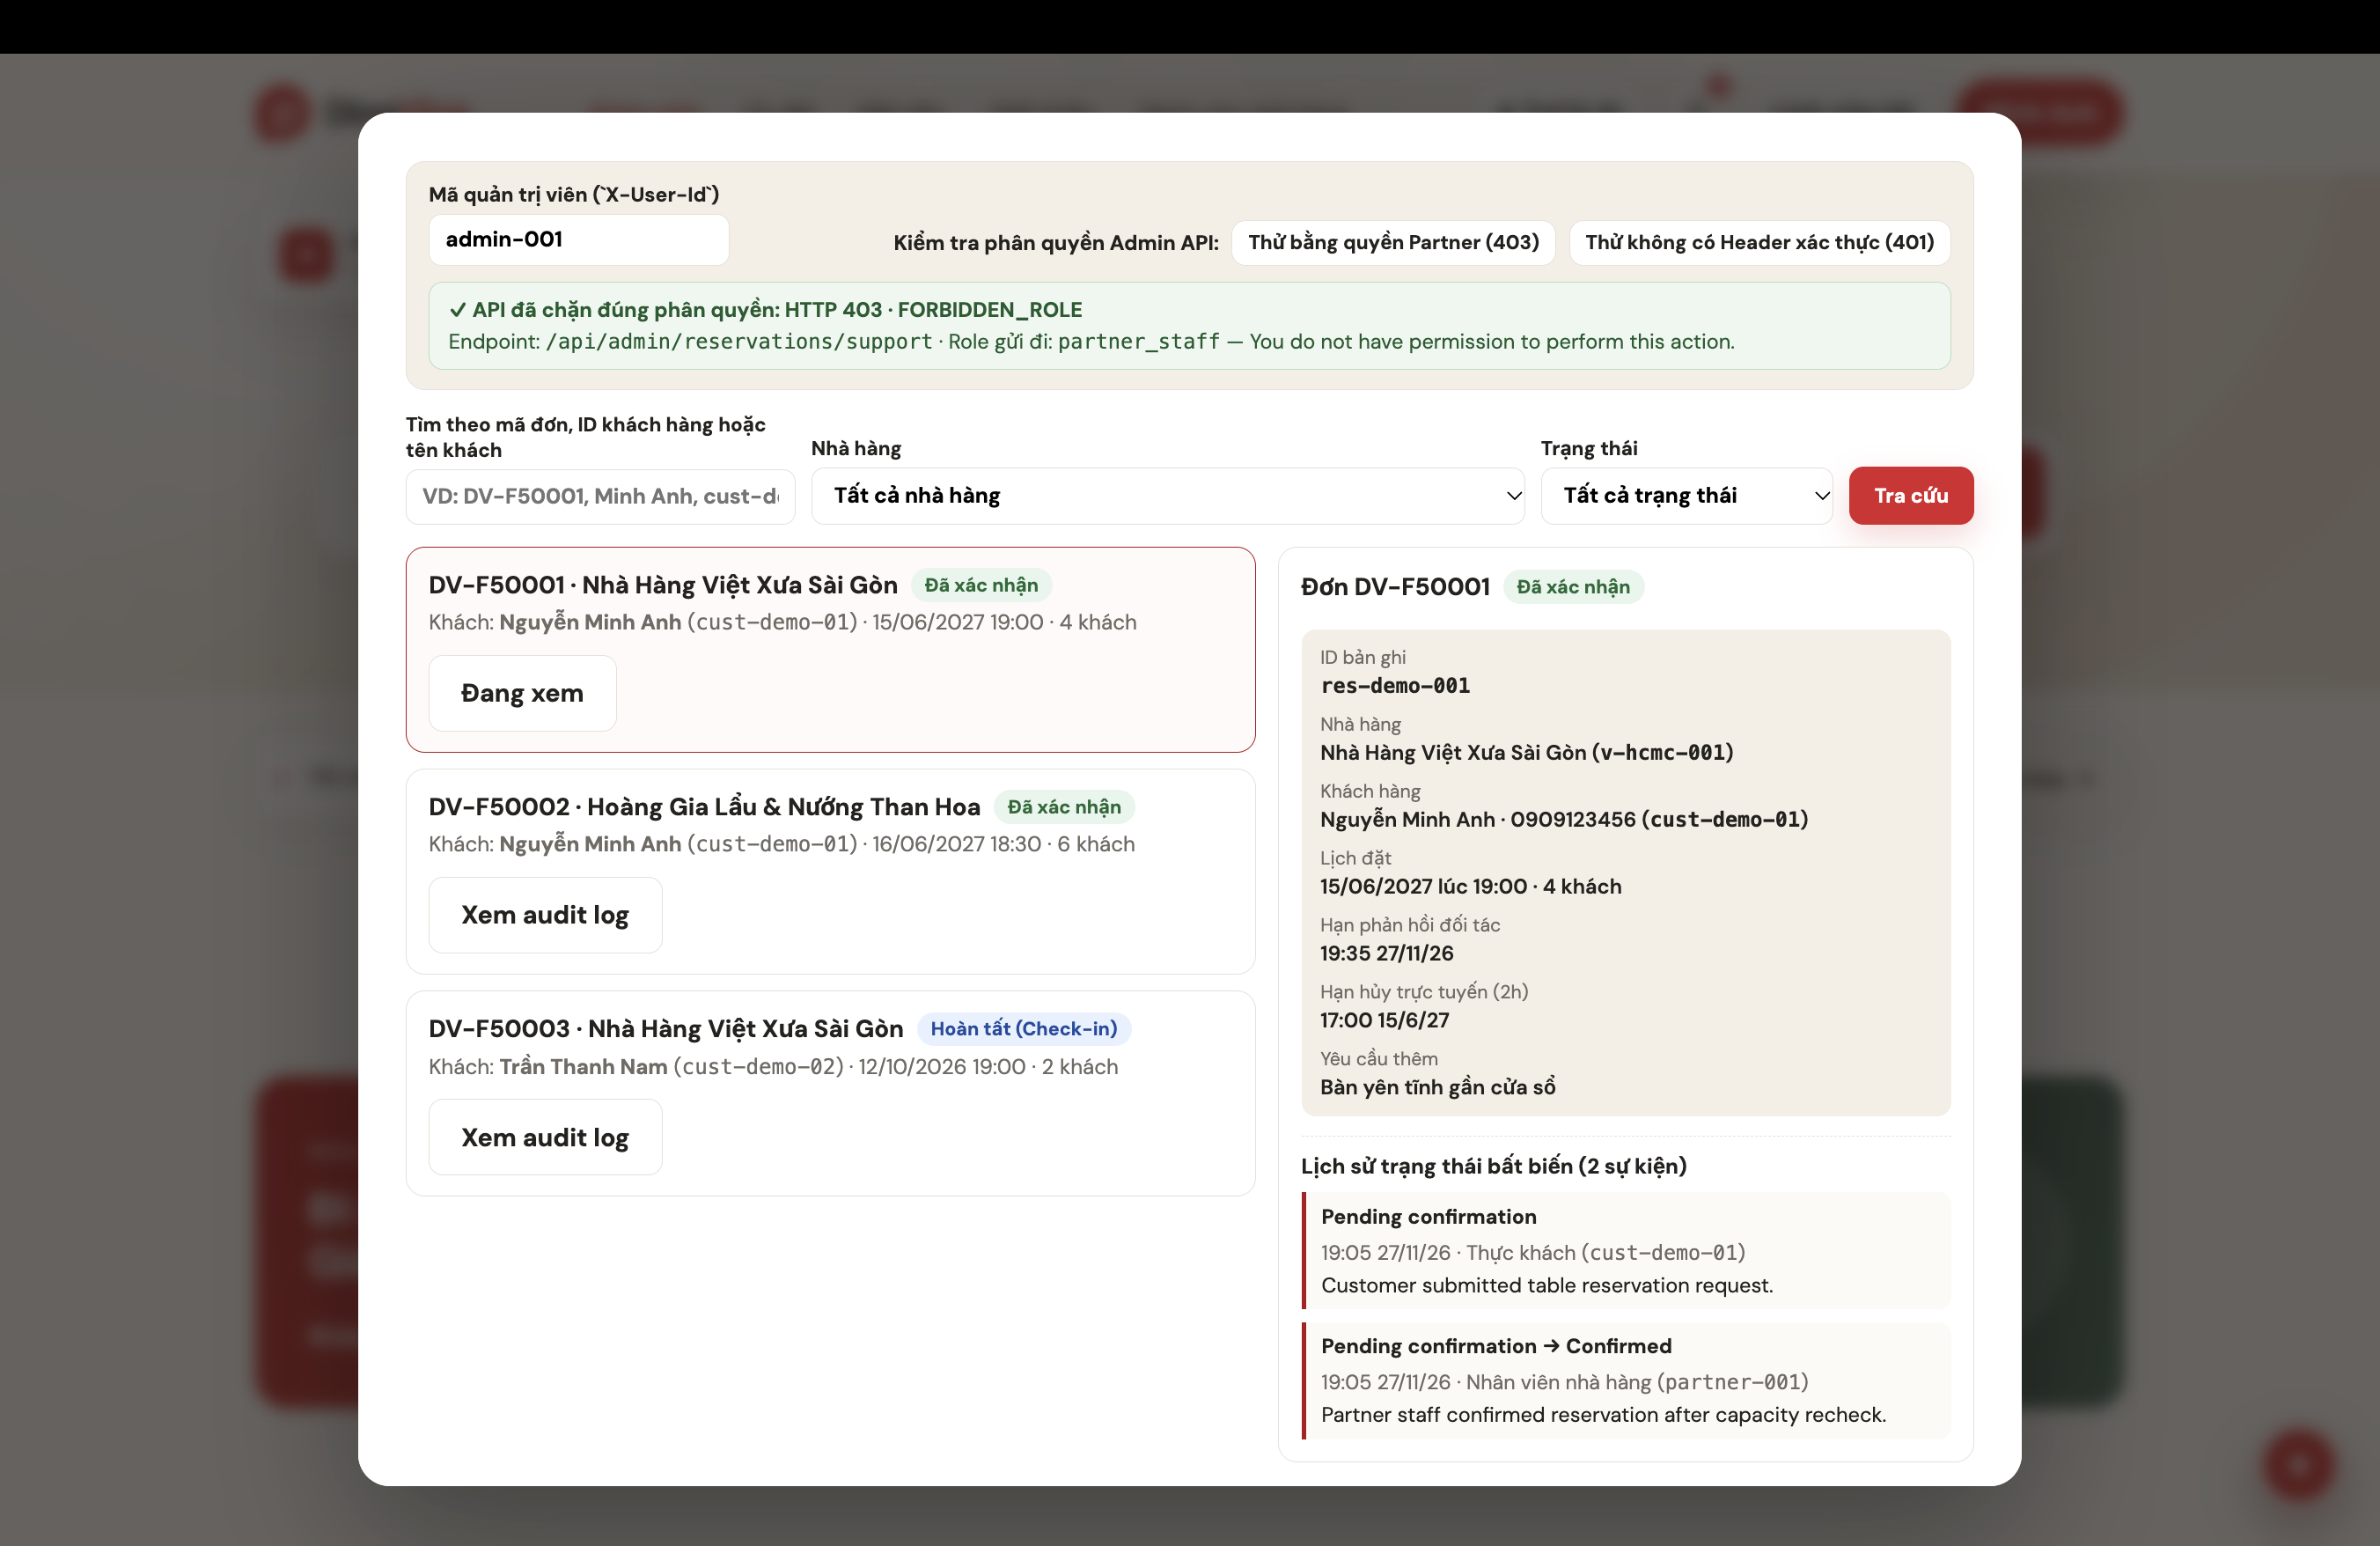 Mã quản trị viên (`X-User-Id`)
admin-001
Kiểm tra phân quyền Admin API:
Thử bằng quyền Partner (403)
Thử không có Header xác thực (401)
✓ API đã chặn đúng phân quyền: HTTP 403 · FORBIDDEN_ROLE
Endpoint: /api/admin/reservations/support · Role gửi đi: partner_staff — You do not have permission to perform this action.
Tìm theo mã đơn, ID khách hàng hoặc
tên khách
VD: DV-F50001, Minh Anh, cust-d
Nhà hàng
Tất cả nhà hàng
Trạng thái
Tất cả trạng thái
Tra cứu
DV-F50001 · Nhà Hàng Việt Xưa Sài Gòn Đã xác nhận
Khách: Nguyễn Minh Anh (cust-demo-01) · 15/06/2027 19:00 · 4 khách
Đang xem
DV-F50002 · Hoàng Gia Lẩu & Nướng Than Hoa Đã xác nhận
Khách: Nguyễn Minh Anh (cust-demo-01) · 16/06/2027 18:30 · 6 khách
Xem audit log
DV-F50003 · Nhà Hàng Việt Xưa Sài Gòn Hoàn tất (Check-in)
Khách: Trần Thanh Nam (cust-demo-02) · 12/10/2026 19:00 · 2 khách
Xem audit log
Đơn DV-F50001 Đã xác nhận
ID bản ghi
res-demo-001
Nhà hàng
Nhà Hàng Việt Xưa Sài Gòn (v-hcmc-001)
Khách hàng
Nguyễn Minh Anh · 0909123456 (cust-demo-01)
Lịch đặt
15/06/2027 lúc 19:00 · 4 khách
Hạn phản hồi đối tác
19:35 27/11/26
Hạn hủy trực tuyến (2h)
17:00 15/6/27
Yêu cầu thêm
Bàn yên tĩnh gần cửa sổ
Lịch sử trạng thái bất biến (2 sự kiện)
Pending confirmation
19:05 27/11/26 · Thực khách (cust-demo-01)
Customer submitted table reservation request.
Pending confirmation → Confirmed
19:05 27/11/26 · Nhân viên nhà hàng (partner-001)
Partner staff confirmed reservation after capacity recheck.